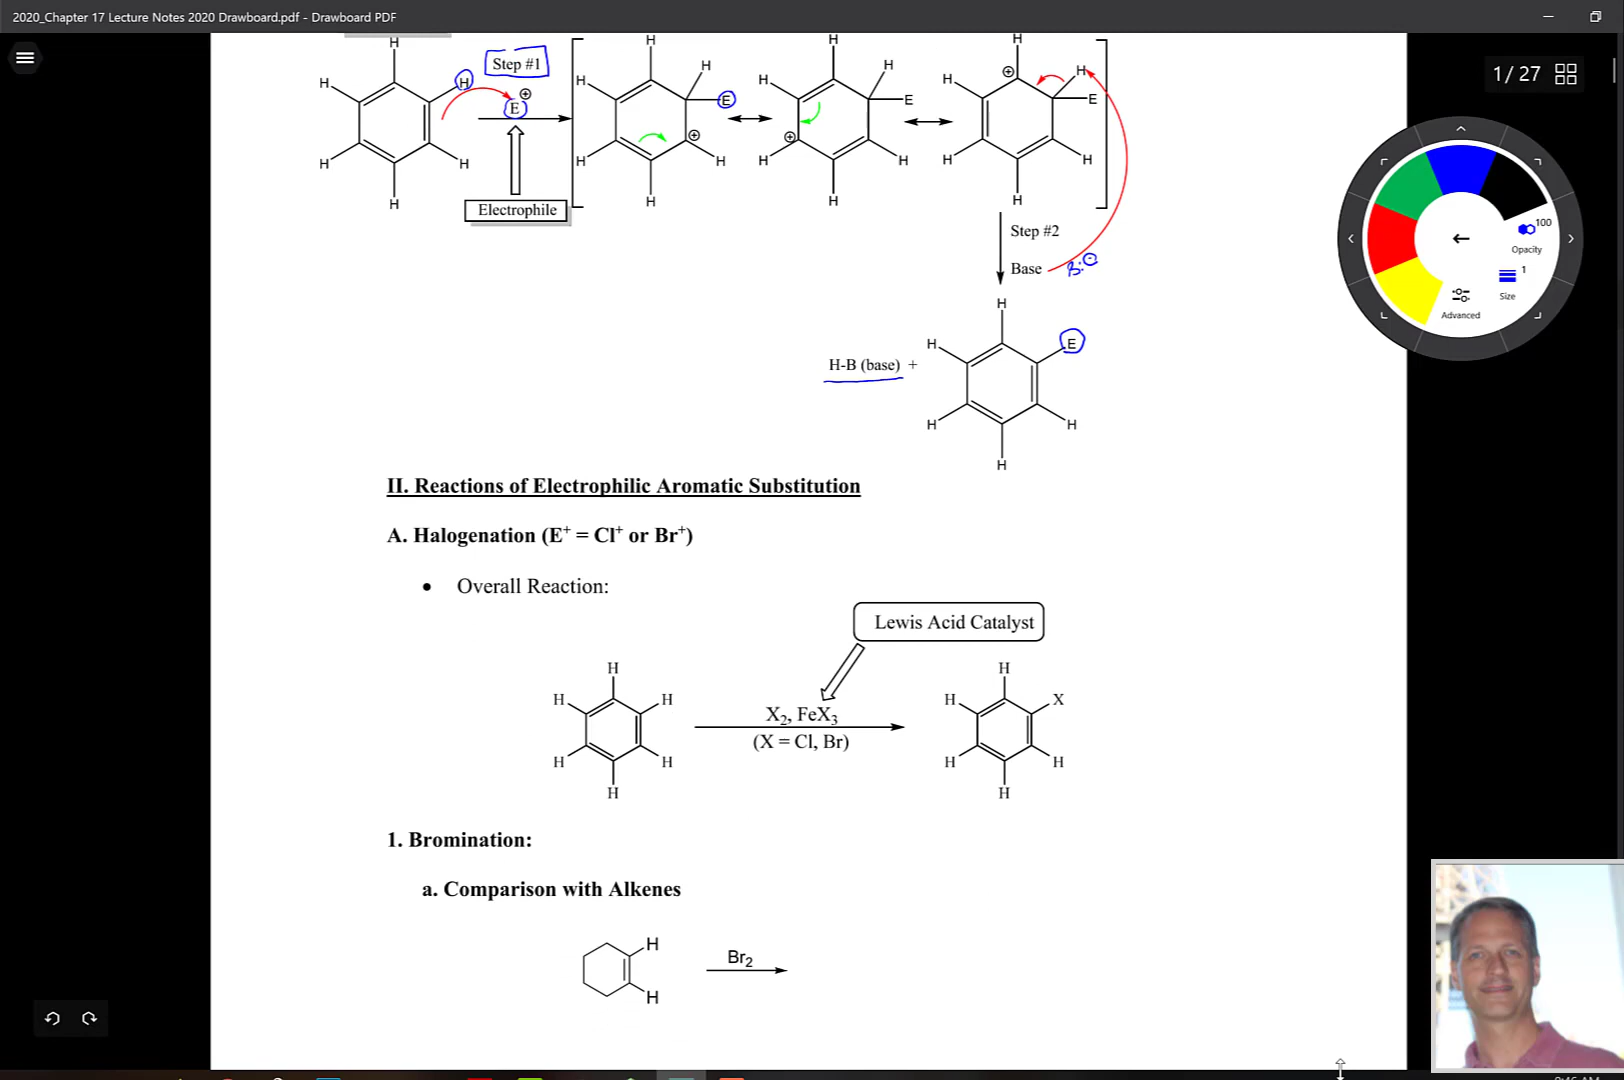 2020_Chapter 17 Lecture Notes 2020 Drawboard.pdf - Drawboard PDF
1 / 27
H
H H
H H
H
Step #1
E ⊕
Electrophile
H
H H
E
⊕
H H
H
H
H H
E
⊕
H H
H
H
⊕
H H
E
H H
H
Step #2
Base B:⊖
H-B (base) +
H
H E
H H
H
II. Reactions of Electrophilic Aromatic Substitution
A. Halogenation (E⁺ = Cl⁺ or Br⁺)
• Overall Reaction:
Lewis Acid Catalyst
H
H H
H H
H
X₂, FeX₃
(X = Cl, Br)
H
H X
H H
H
1. Bromination:
a. Comparison with Alkenes
H
H
Br₂
100
Opacity
1
Size
Advanced